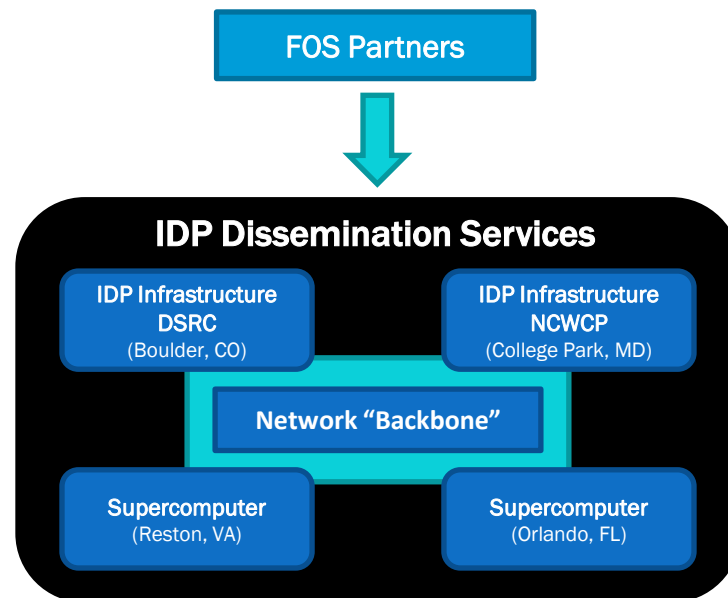 FOS Partners
IDP Dissemination Services
IDP Infrastructure
DSRC
(Boulder, CO)
IDP Infrastructure
NCWCP
(College Park, MD)
Network “Backbone”
Supercomputer
(Reston, VA)
Supercomputer
(Orlando, FL)